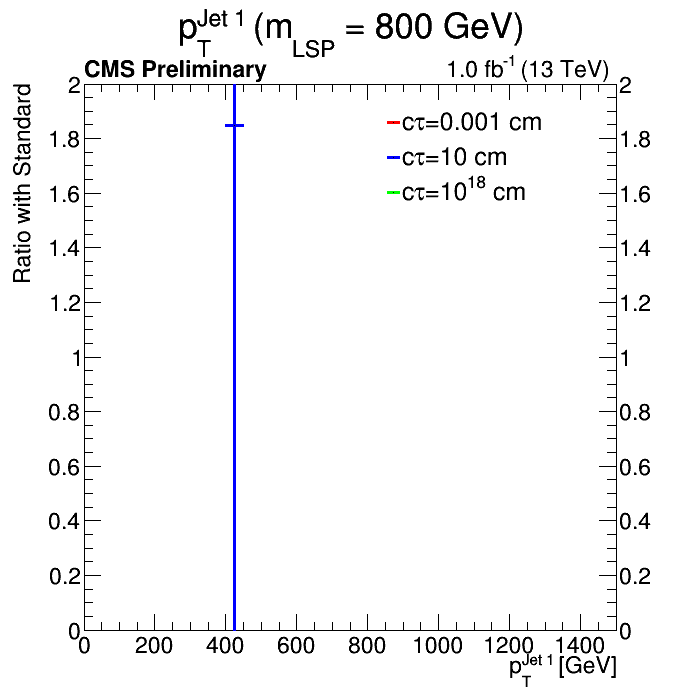 p_T^Jet 1 (m_LSP = 800 GeV)
CMS Preliminary 1.0 fb^-1 (13 TeV)
Ratio with Standard
cτ=0.001 cm
cτ=10 cm
cτ=10^18 cm
2 2
1.8 1.8
1.6 1.6
1.4 1.4
1.2 1.2
1 1
0.8 0.8
0.6 0.6
0.4 0.4
0.2 0.2
0 0
0 200 400 600 800 1000 1200 1400
p_T^Jet 1 [GeV]